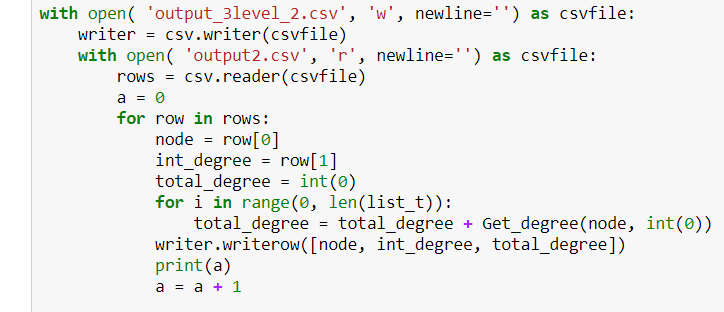 with open( 'output_3level_2.csv', 'w', newline='') as csvfile:
    writer = csv.writer(csvfile)
    with open( 'output2.csv', 'r', newline='') as csvfile:
        rows = csv.reader(csvfile)
        a = 0
        for row in rows:
            node = row[0]
            int_degree = row[1]
            total_degree = int(0)
            for i in range(0, len(list_t)):
                total_degree = total_degree + Get_degree(node, int(0))
            writer.writerow([node, int_degree, total_degree])
            print(a)
            a = a + 1